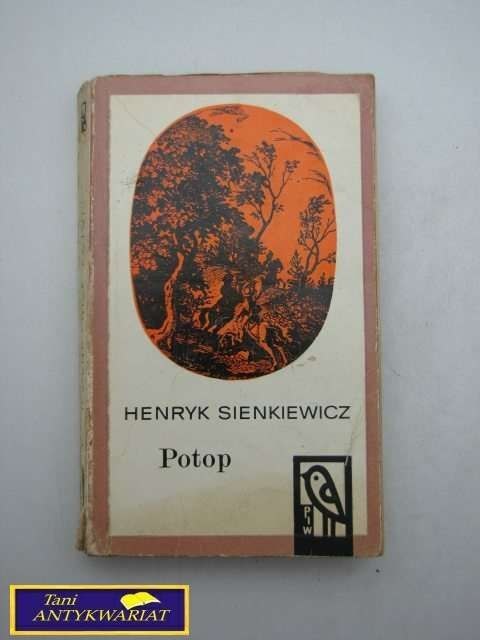 HENRYK SIENKIEWICZ
Potop
PIW
Tani
ANTYKWARIAT